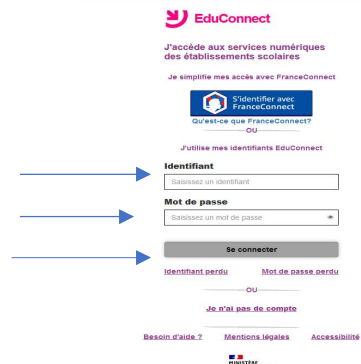 EduConnect
J'accède aux services numériques
des établissements scolaires
Je simplifie mes accès avec FranceConnect
S'identifier avec
FranceConnect
Qu'est-ce que FranceConnect?
OU
J'utilise mes identifiants EduConnect
Identifiant
Saisissez un identifiant
Mot de passe
Saisissez un mot de passe
Se connecter
Identifiant perdu Mot de passe perdu
OU
Je n'ai pas de compte
Besoin d'aide ? Mentions légales Accessibilité
MINISTÈRE